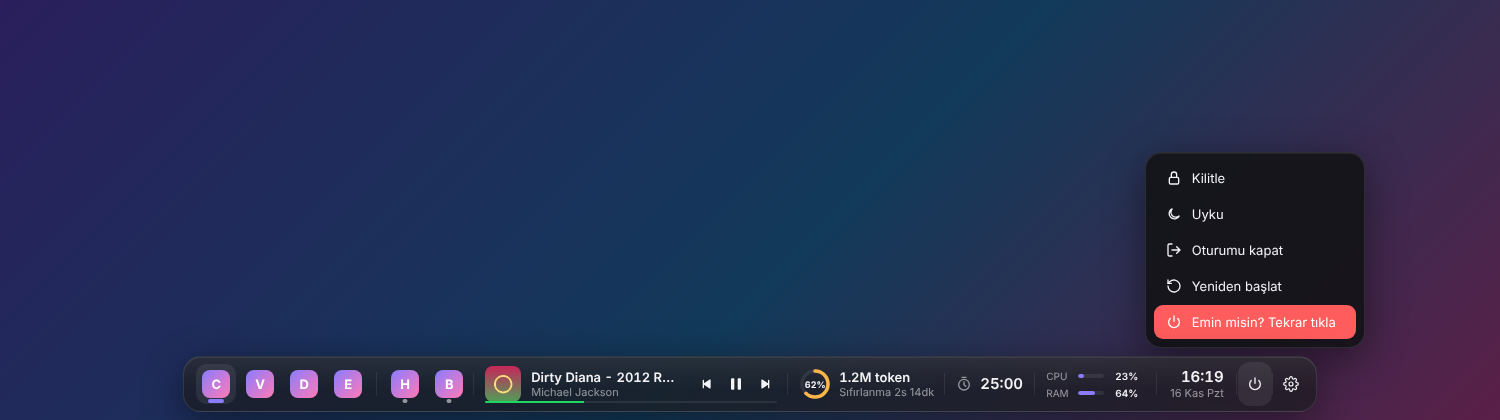 Kilitle
Uyku
Oturumu kapat
Yeniden başlat
Emin misin? Tekrar tıkla
C V D E H B
Dirty Diana - 2012 R...
Michael Jackson
62%
1.2M token
Sıfırlanma 2s 14dk
25:00
CPU 23%
RAM 64%
16:19
16 Kas Pzt